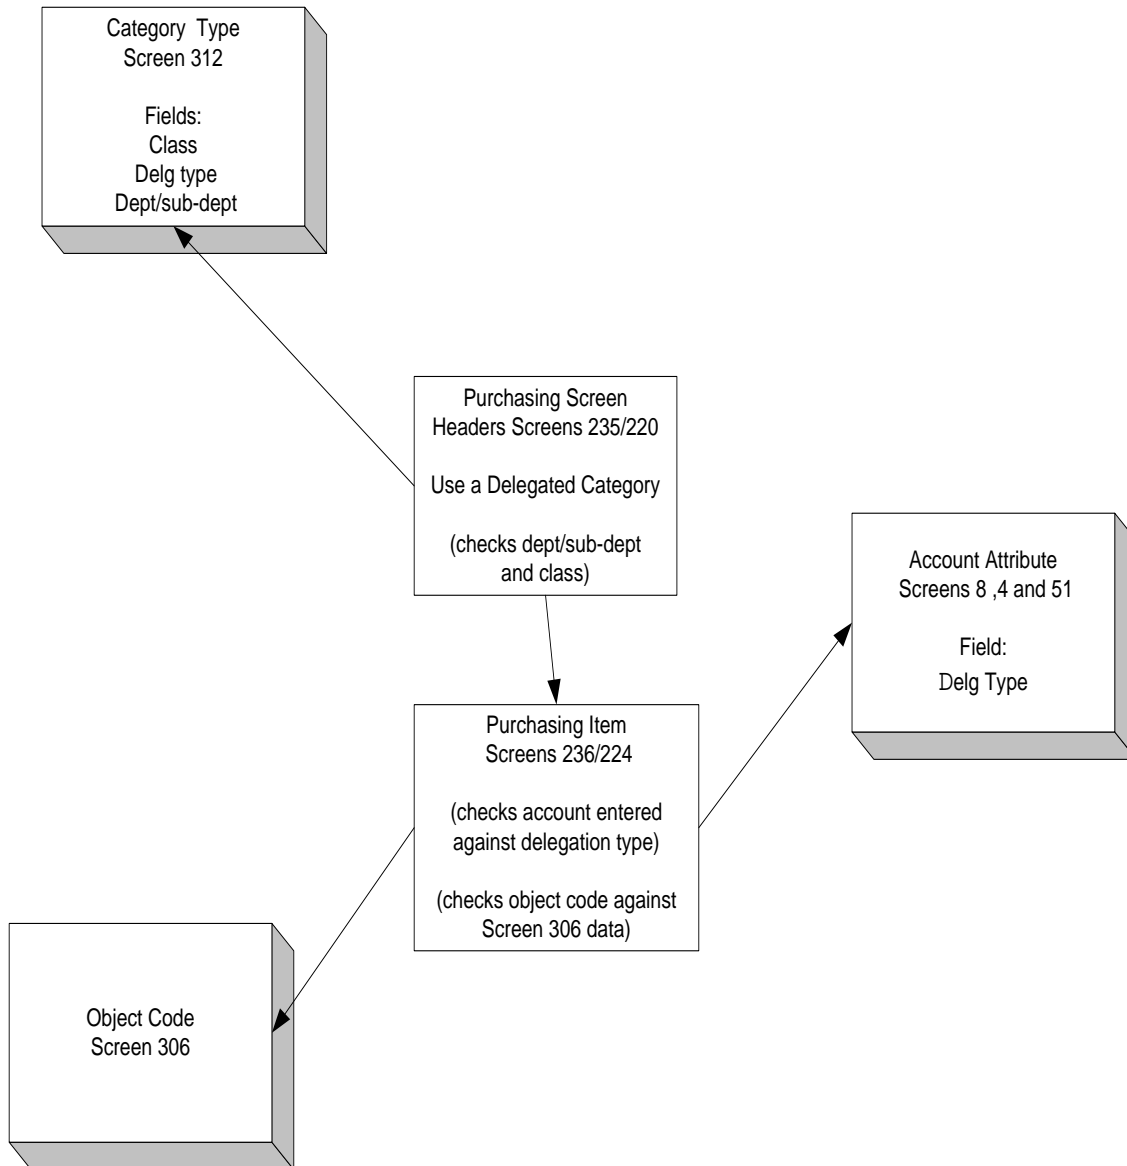 Category Type
Screen 312
Fields:
Class
Delg type
Dept/sub-dept
Purchasing Screen
Headers Screens 235/220
Use a Delegated Category
(checks dept/sub-dept
and class)
Account Attribute
Screens 8 ,4 and 51
Field:
Delg Type
Purchasing Item
Screens 236/224
(checks account entered
against delegation type)
(checks object code against
Screen 306 data)
Object Code
Screen 306